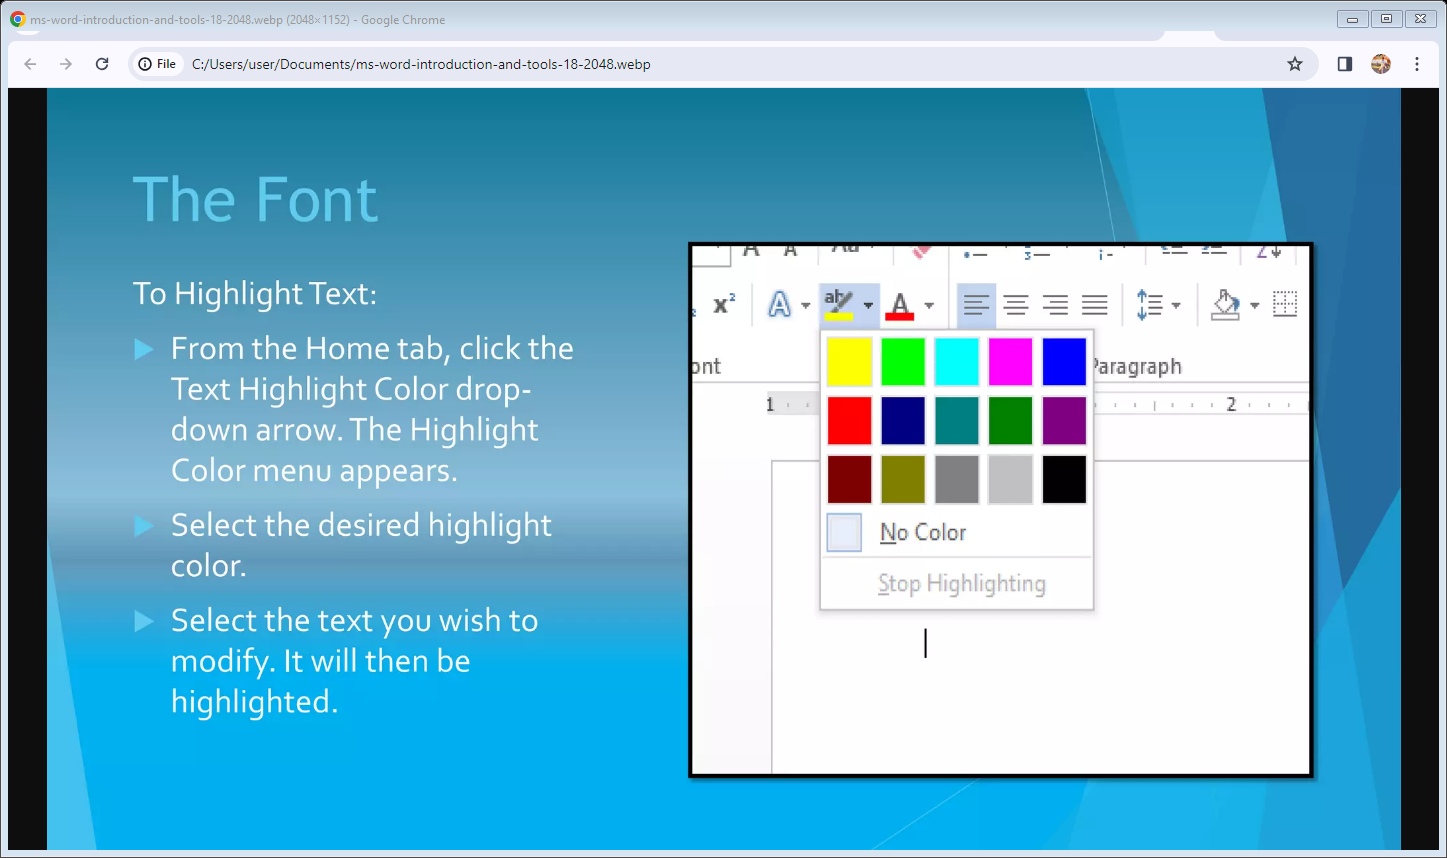 ms-word-introduction-and-tools-18-2048.webp (2048×1152) - Google Chrome
File C:/Users/user/Documents/ms-word-introduction-and-tools-18-2048.webp
The Font
To Highlight Text:
From the Home tab, click the
Text Highlight Color drop-
down arrow. The Highlight
Color menu appears.
Select the desired highlight
color.
Select the text you wish to
modify. It will then be
highlighted.
Paragraph
1 2
No Color
Stop Highlighting